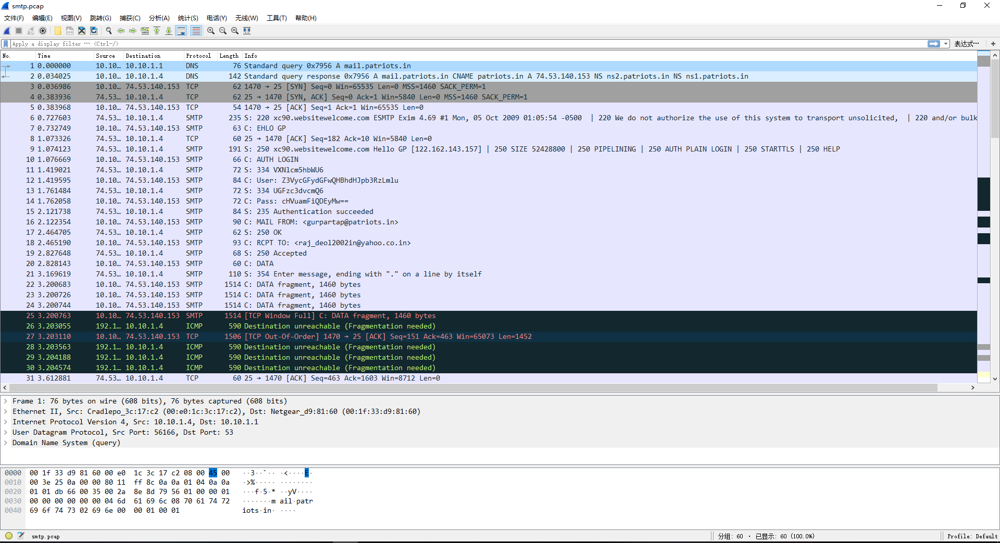 smtp.pcap
文件(F) 编辑(E) 视图(V) 跳转(G) 捕获(C) 分析(A) 统计(S) 电话(Y) 无线(W) 工具(T) 帮助(H)
Apply a display filter … <Ctrl-/> 表达式… +
No. Time Source Destination Protocol Length Info
1 0.000000 10.10… 10.10.1.1 DNS 76 Standard query 0x7956 A mail.patriots.in
2 0.034025 10.10… 10.10.1.4 DNS 142 Standard query response 0x7956 A mail.patriots.in CNAME patriots.in A 74.53.140.153 NS ns2.patriots.in NS ns1.patriots.in
3 0.036986 10.10… 74.53.140.153 TCP 62 1470 → 25 [SYN] Seq=0 Win=65535 Len=0 MSS=1460 SACK_PERM=1
4 0.383936 74.53… 10.10.1.4 TCP 62 25 → 1470 [SYN, ACK] Seq=0 Ack=1 Win=5840 Len=0 MSS=1460 SACK_PERM=1
5 0.383968 10.10… 74.53.140.153 TCP 54 1470 → 25 [ACK] Seq=1 Ack=1 Win=65535 Len=0
6 0.727603 74.53… 10.10.1.4 SMTP 235 S: 220 xc90.websitewelcome.com ESMTP Exim 4.69 #1 Mon, 05 Oct 2009 01:05:54 -0500 | 220 We do not authorize the use of this system to transport unsolicited, | 220 and/or bulk
7 0.732749 10.10… 74.53.140.153 SMTP 63 C: EHLO GP
8 1.073326 74.53… 10.10.1.4 TCP 60 25 → 1470 [ACK] Seq=182 Ack=10 Win=5840 Len=0
9 1.074123 74.53… 10.10.1.4 SMTP 191 S: 250 xc90.websitewelcome.com Hello GP [122.162.143.157] | 250 SIZE 52428800 | 250 PIPELINING | 250 AUTH PLAIN LOGIN | 250 STARTTLS | 250 HELP
10 1.076669 10.10… 74.53.140.153 SMTP 66 C: AUTH LOGIN
11 1.419021 74.53… 10.10.1.4 SMTP 72 S: 334 VXNlcm5hbWU6
12 1.419595 10.10… 74.53.140.153 SMTP 84 C: User: Z3VycGFydGFwQHBhdHJpb3RzLmlu
13 1.761484 74.53… 10.10.1.4 SMTP 72 S: 334 UGFzc3dvcmQ6
14 1.762058 10.10… 74.53.140.153 SMTP 72 C: Pass: cHVuamFiQDEyMw==
15 2.121738 74.53… 10.10.1.4 SMTP 84 S: 235 Authentication succeeded
16 2.122354 10.10… 74.53.140.153 SMTP 90 C: MAIL FROM: <gurpartap@patriots.in>
17 2.464705 74.53… 10.10.1.4 SMTP 62 S: 250 OK
18 2.465190 10.10… 74.53.140.153 SMTP 93 C: RCPT TO: <raj_deol2002in@yahoo.co.in>
19 2.827648 74.53… 10.10.1.4 SMTP 68 S: 250 Accepted
20 2.828143 10.10… 74.53.140.153 SMTP 60 C: DATA
21 3.169619 74.53… 10.10.1.4 SMTP 110 S: 354 Enter message, ending with "." on a line by itself
22 3.200683 10.10… 74.53.140.153 SMTP 1514 C: DATA fragment, 1460 bytes
23 3.200726 10.10… 74.53.140.153 SMTP 1514 C: DATA fragment, 1460 bytes
24 3.200744 10.10… 74.53.140.153 SMTP 1514 C: DATA fragment, 1460 bytes
25 3.200763 10.10… 74.53.140.153 SMTP 1514 [TCP Window Full] C: DATA fragment, 1460 bytes
26 3.203055 192.1… 10.10.1.4 ICMP 590 Destination unreachable (Fragmentation needed)
27 3.203110 10.10… 74.53.140.153 TCP 1506 [TCP Out-Of-Order] 1470 → 25 [ACK] Seq=151 Ack=463 Win=65073 Len=1452
28 3.203563 192.1… 10.10.1.4 ICMP 590 Destination unreachable (Fragmentation needed)
29 3.204188 192.1… 10.10.1.4 ICMP 590 Destination unreachable (Fragmentation needed)
30 3.204574 192.1… 10.10.1.4 ICMP 590 Destination unreachable (Fragmentation needed)
31 3.612881 74.53… 10.10.1.4 TCP 60 25 → 1470 [ACK] Seq=463 Ack=1603 Win=8712 Len=0
Frame 1: 76 bytes on wire (608 bits), 76 bytes captured (608 bits)
Ethernet II, Src: Cradlepo_3c:17:c2 (00:e0:1c:3c:17:c2), Dst: Netgear_d9:81:60 (00:1f:33:d9:81:60)
Internet Protocol Version 4, Src: 10.10.1.4, Dst: 10.10.1.1
User Datagram Protocol, Src Port: 56166, Dst Port: 53
Domain Name System (query)
0000 00 1f 33 d9 81 60 00 e0 1c 3c 17 c2 08 00 45 00 ··3··`·· ·<····E·
0010 00 3e 25 0a 00 00 80 11 ff 8c 0a 0a 01 04 0a 0a ·>%····· ········
0020 01 01 db 66 00 35 00 2a 8e 8d 79 56 01 00 00 01 ···f·5·* ··yV····
0030 00 00 00 00 00 00 04 6d 61 69 6c 08 70 61 74 72 ·······m ail·patr
0040 69 6f 74 73 02 69 6e 00 00 01 00 01 iots·in· ····
smtp.pcap 分组: 60 · 已显示: 60 (100.0%) Profile: Default